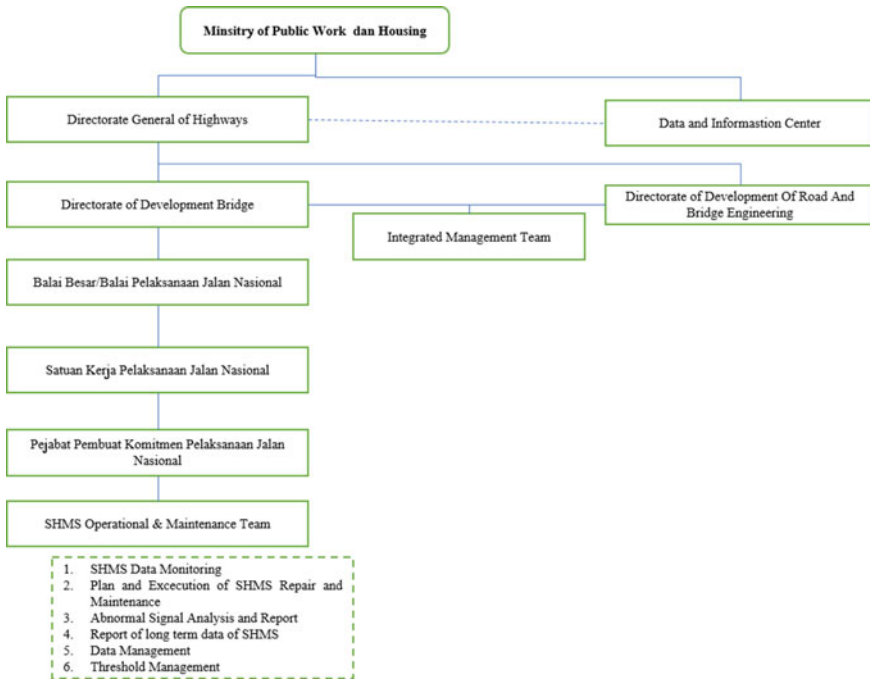 Minsitry of Public Work dan Housing
Directorate General of Highways
Data and Informastion Center
Directorate of Development Bridge
Directorate of Development Of Road And
Bridge Engineering
Integrated Management Team
Balai Besar/Balai Pelaksanaan Jalan Nasional
Satuan Kerja Pelaksanaan Jalan Nasional
Pejabat Pembuat Komitmen Pelaksanaan Jalan
Nasional
SHMS Operational & Maintenance Team
1. SHMS Data Monitoring
2. Plan and Excecution of SHMS Repair and
Maintenance
3. Abnormal Signal Analysis and Report
4. Report of long term data of SHMS
5. Data Management
6. Threshold Management